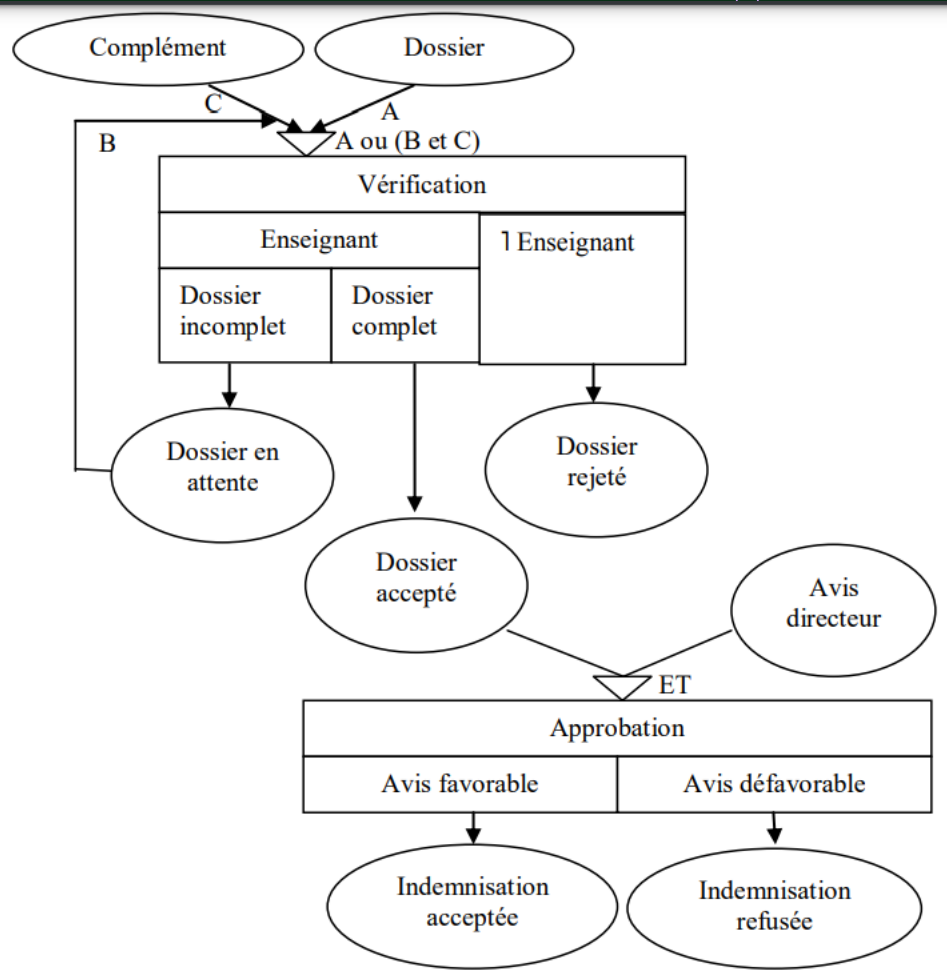 Complément
Dossier
C
A
B
A ou (B et C)
Vérification
Enseignant
ꓶ Enseignant
Dossier
incomplet
Dossier
complet
Dossier en
attente
Dossier
rejeté
Dossier
accepté
Avis
directeur
ET
Approbation
Avis favorable
Avis défavorable
Indemnisation
acceptée
Indemnisation
refusée